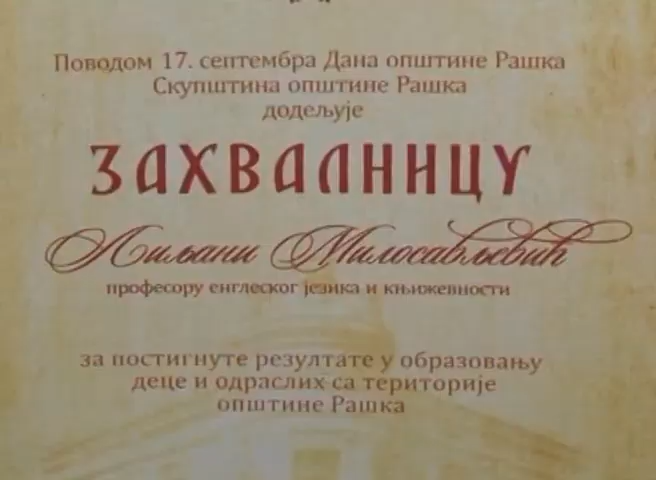 Поводом 17. септембра Дана општине Рашка
Скупштина општине Рашка
додељује
ЗАХВАЛНИЦУ
Лиљани Милосављевић
професору енглеског језика и књижевности
за постигнуте резултате у образовању
деце и одраслих са територије
општине Рашка